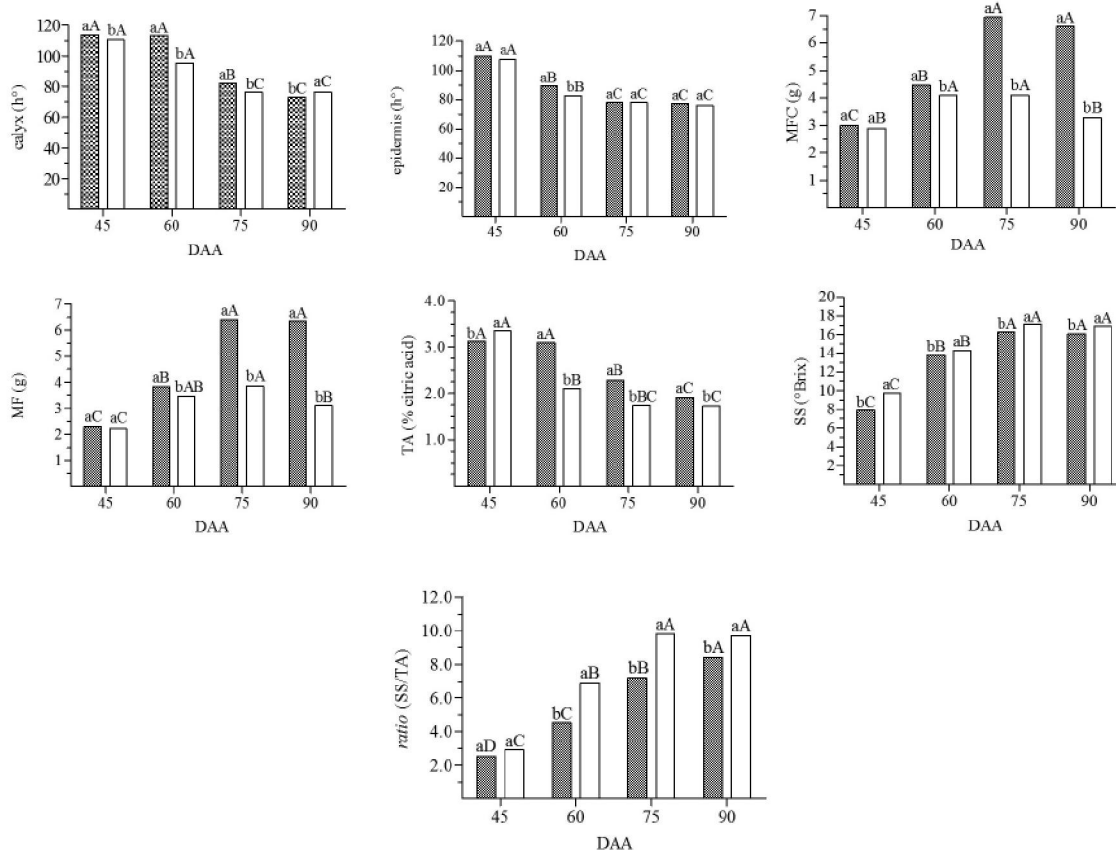 calyx (h°)
120
100
80
60
40
20
aA bA aA bA aB bC bC aC
45 60 75 90
DAA
epidermis (h°)
120
100
80
60
40
20
aA aA aB bB aC aC aC aC
45 60 75 90
DAA
MFC (g)
7
6
5
4
3
2
1
aC aB aB bA aA bA aA bB
45 60 75 90
DAA
MF (g)
7
6
5
4
3
2
1
aC aC aB bAB aA bA aA bB
45 60 75 90
DAA
TA (% citric acid)
4.0
3.0
2.0
1.0
bA aA aA bB aB bBC aC bC
45 60 75 90
DAA
SS (°Brix)
20
18
16
14
12
10
8
6
4
2
bC aC bB aB bA aA bA aA
45 60 75 90
DAA
ratio (SS/TA)
12.0
10.0
8.0
6.0
4.0
2.0
aD aC bC aB bB aA bA aA
45 60 75 90
DAA